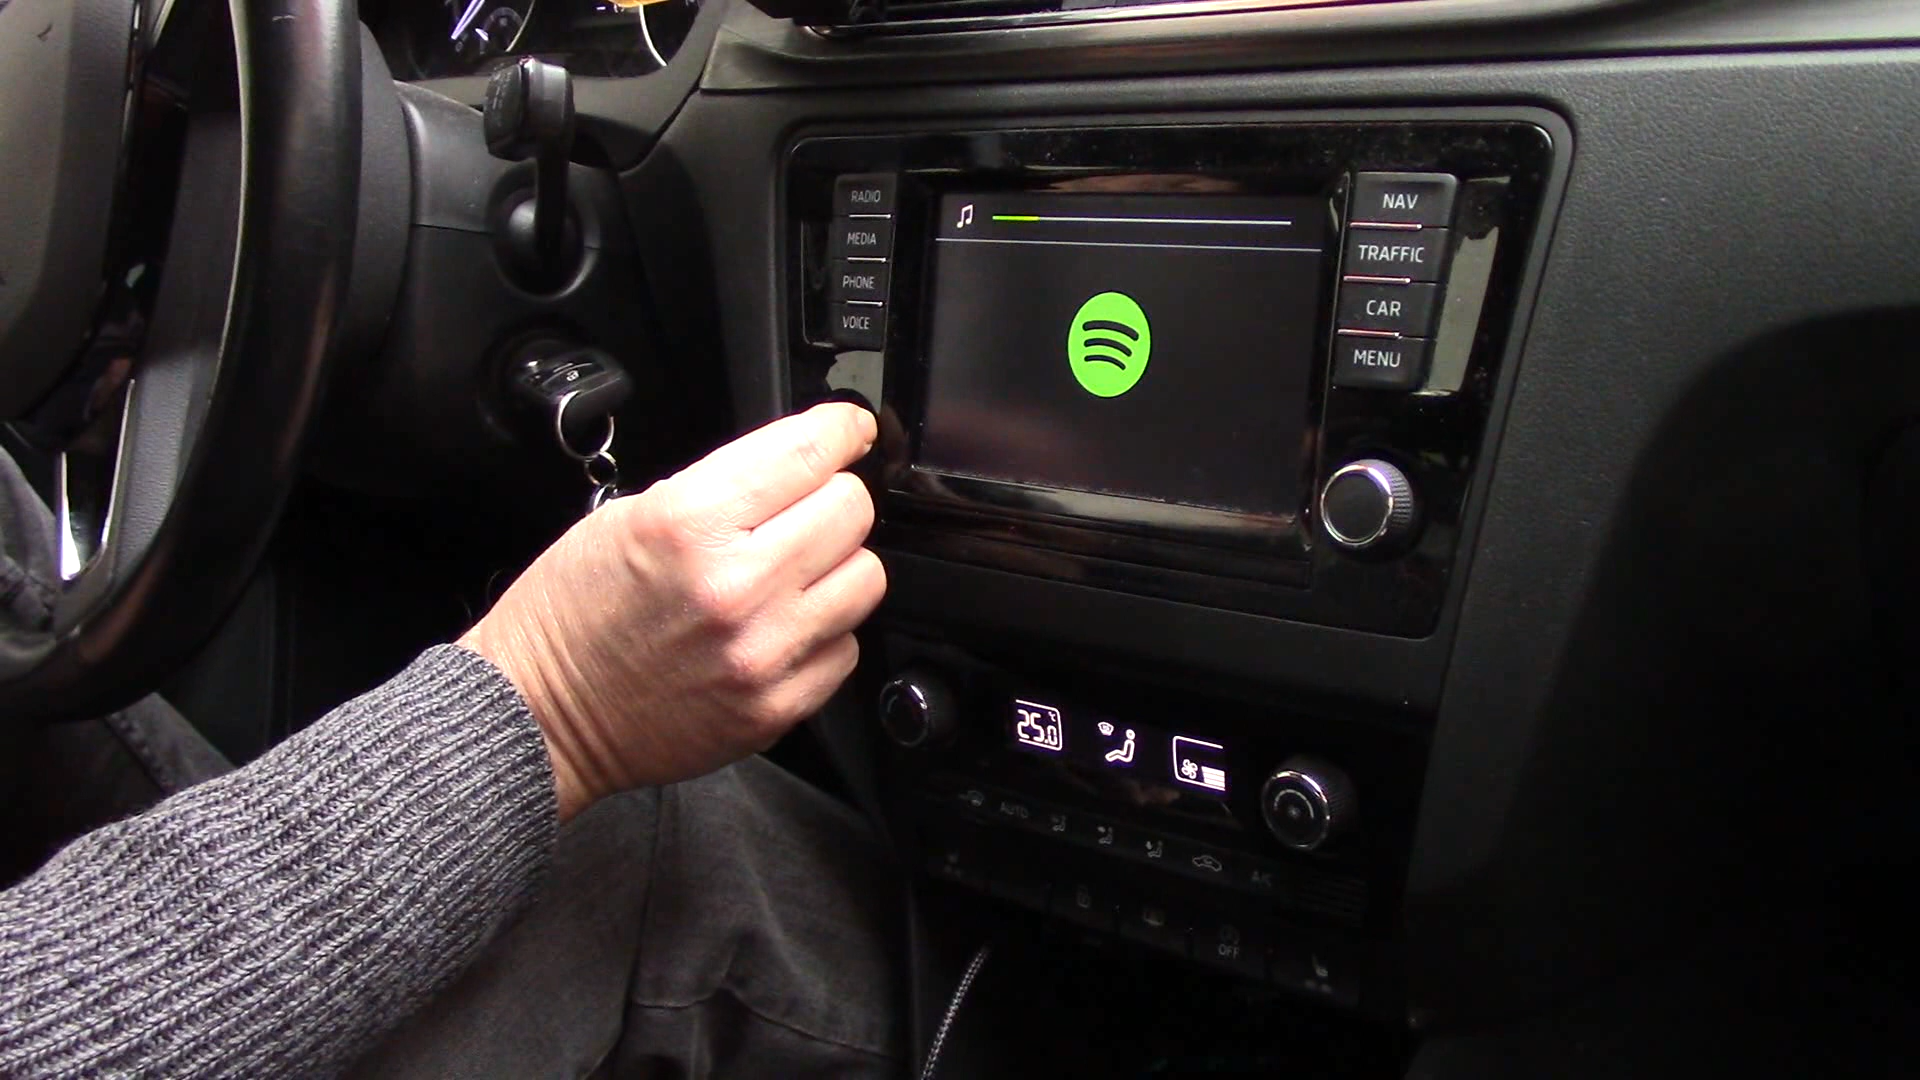 RADIO
MEDIA
PHONE
VOICE
NAV
TRAFFIC
CAR
MENU
25.0 °C
AUTO
A/C
OFF